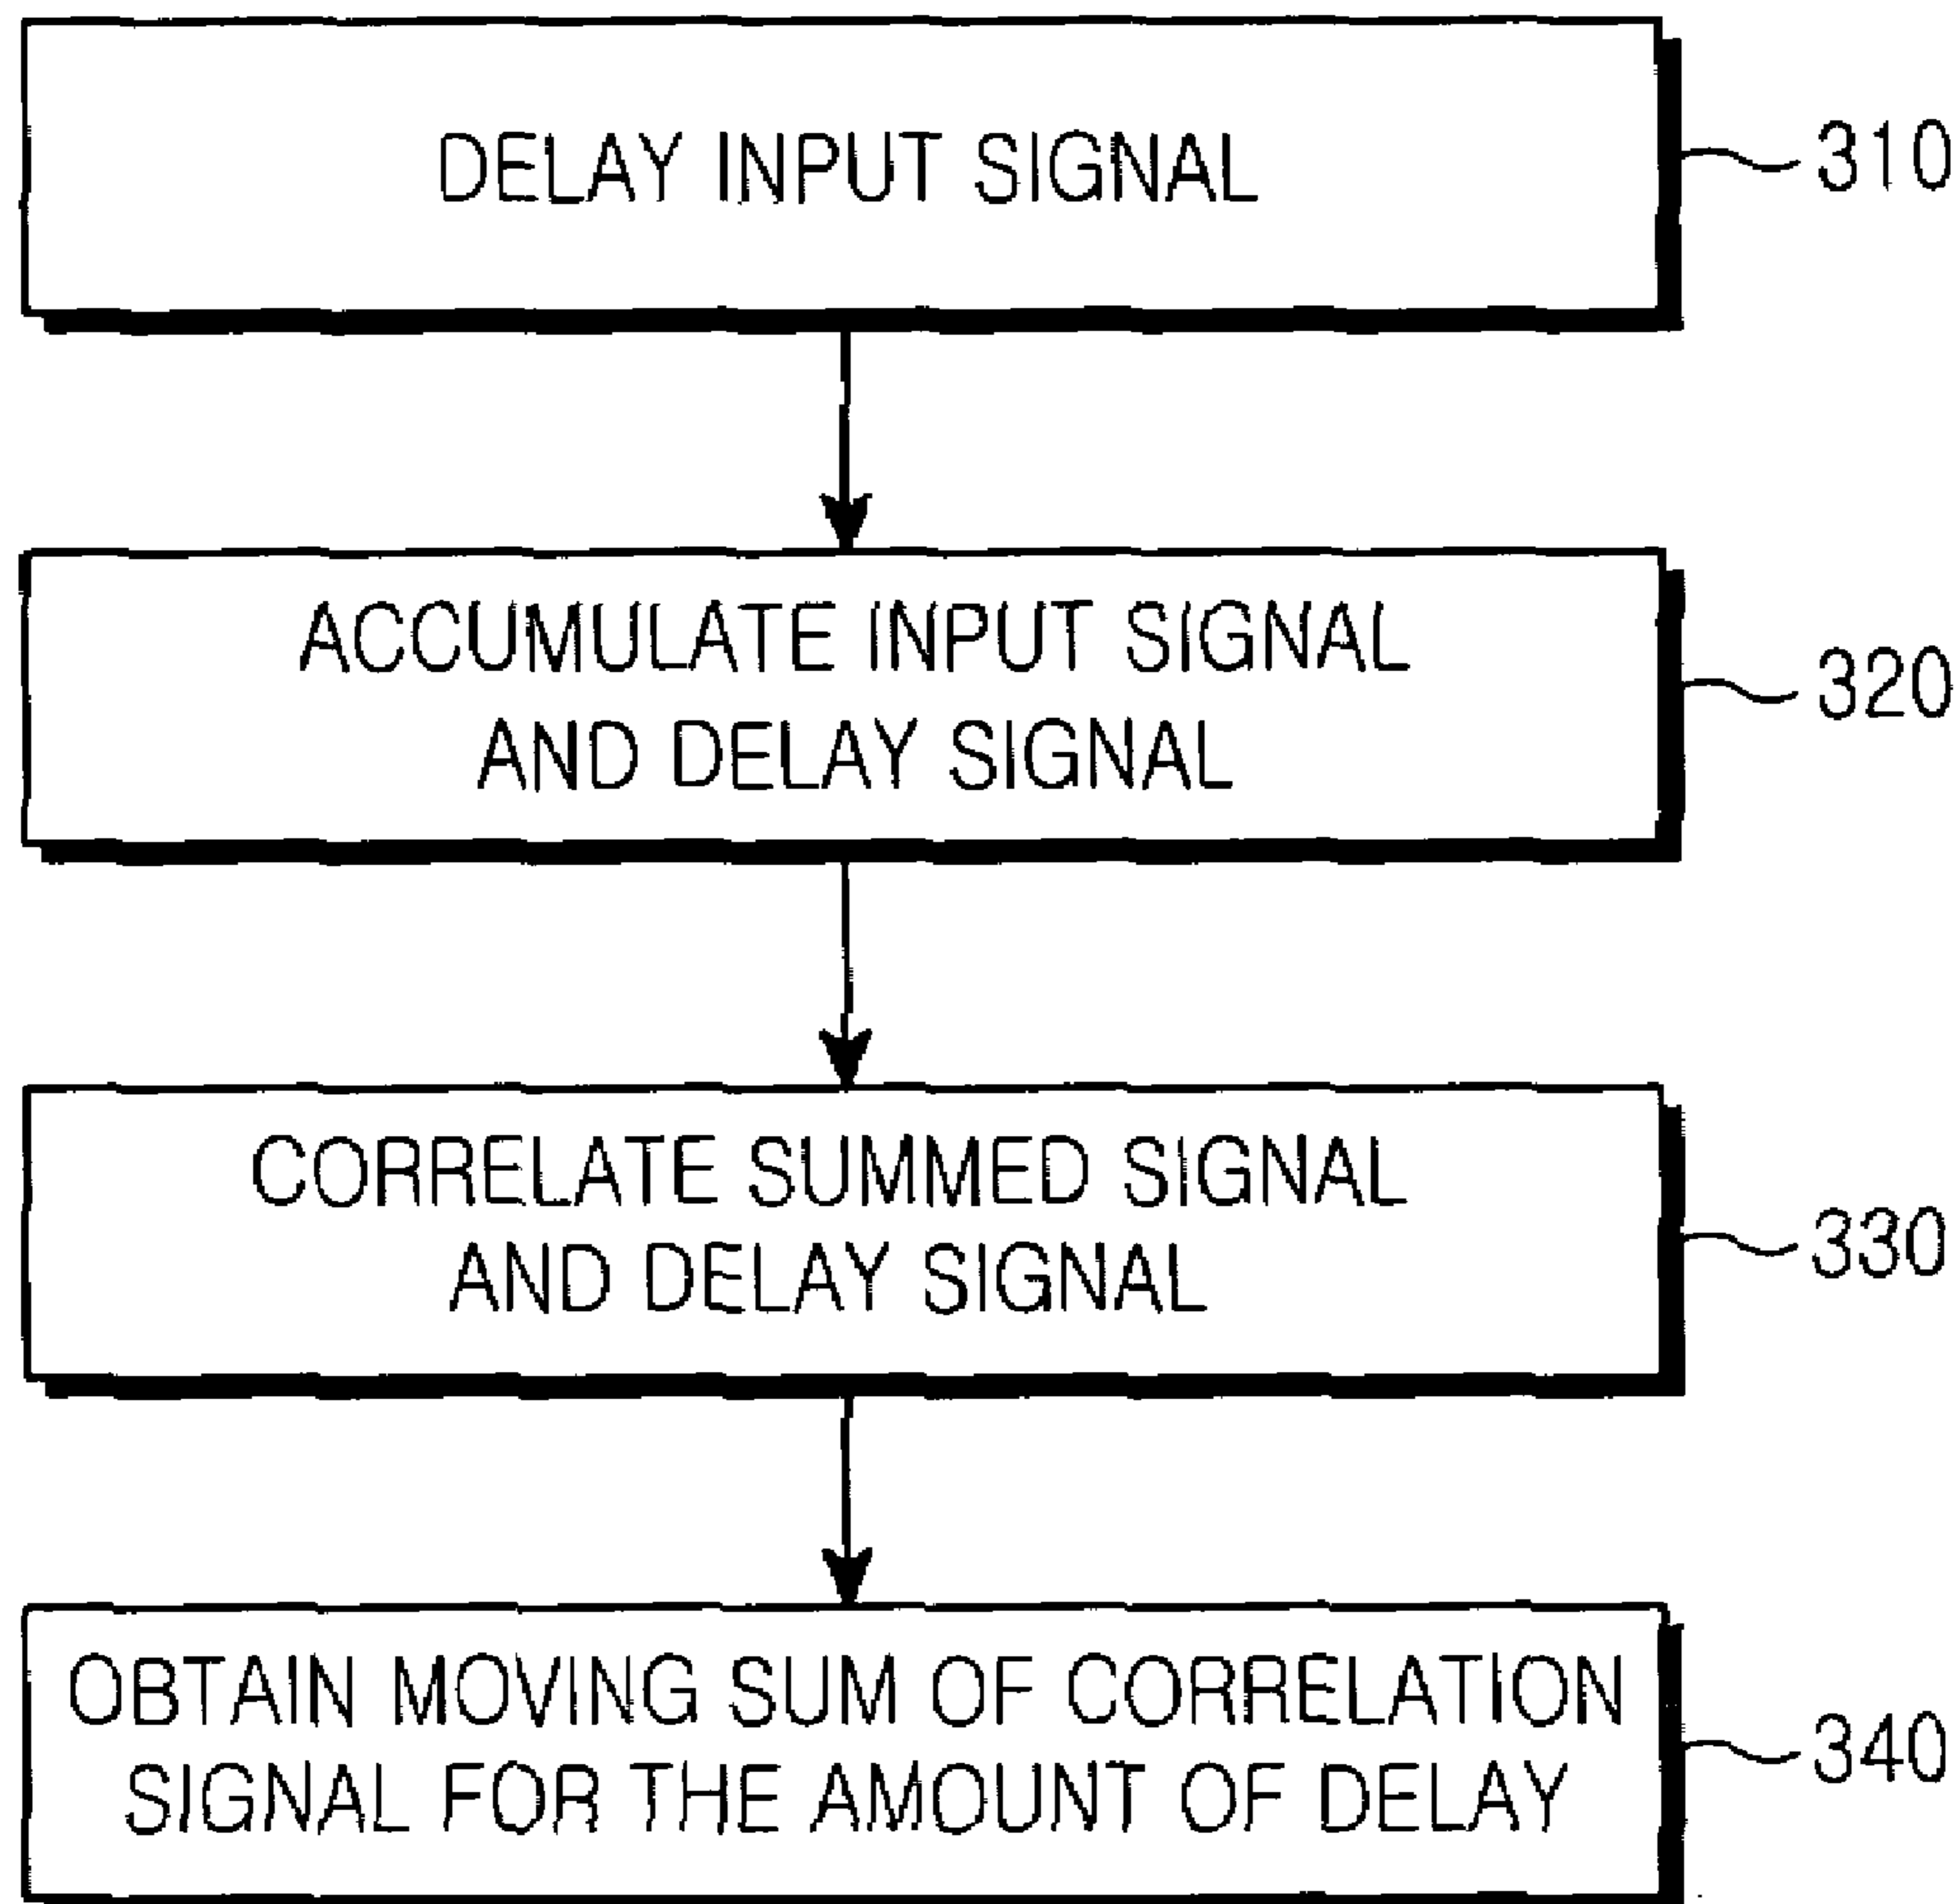 DELAY INPUT SIGNAL
310
ACCUMULATE INPUT SIGNAL
AND DELAY SIGNAL
320
CORRELATE SUMMED SIGNAL
AND DELAY SIGNAL
330
OBTAIN MOVING SUM OF CORRELATION
SIGNAL FOR THE AMOUNT OF DELAY
340